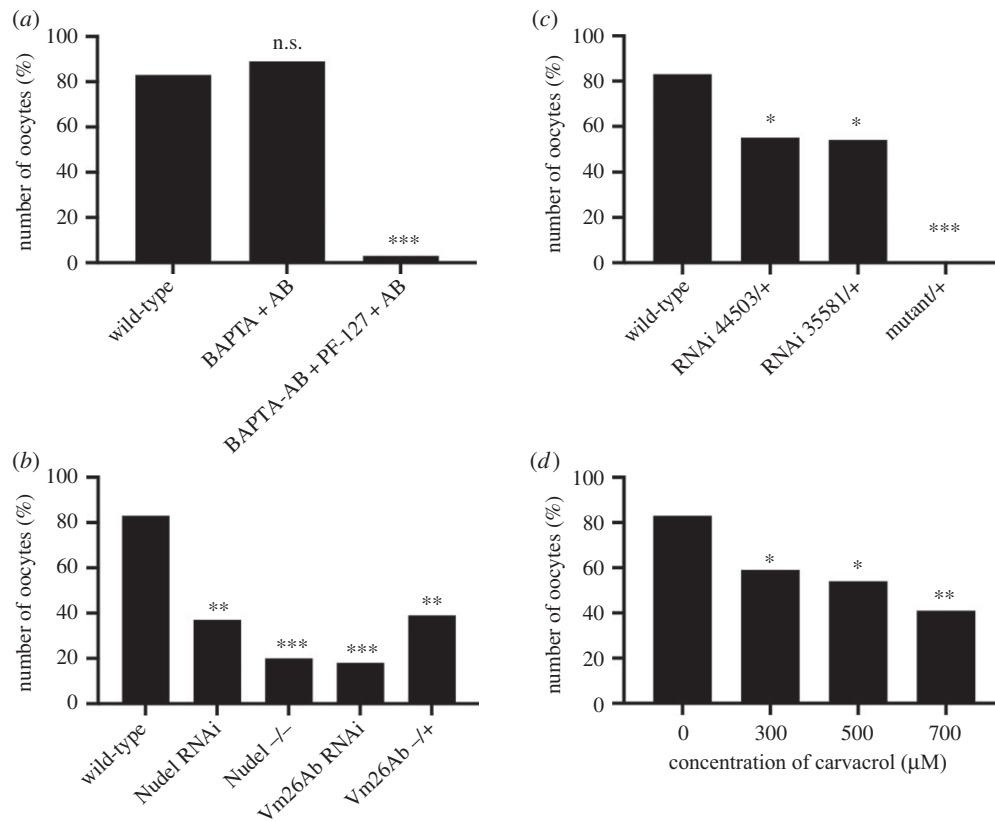 (a)
100
80
60
40
20
0
number of oocytes (%)
n.s.
***
wild-type
BAPTA + AB
BAPTA-AB + PF-127 + AB
(c)
100
80
60
40
20
0
number of oocytes (%)
*
*
***
wild-type
RNAi 44503/+
RNAi 35581/+
mutant/+
(b)
100
80
60
40
20
0
number of oocytes (%)
**
***
***
**
wild-type
Nudel RNAi
Nudel –/–
Vm26Ab RNAi
Vm26Ab –/+
(d)
100
80
60
40
20
0
number of oocytes (%)
*
*
**
0
300
500
700
concentration of carvacrol (µM)